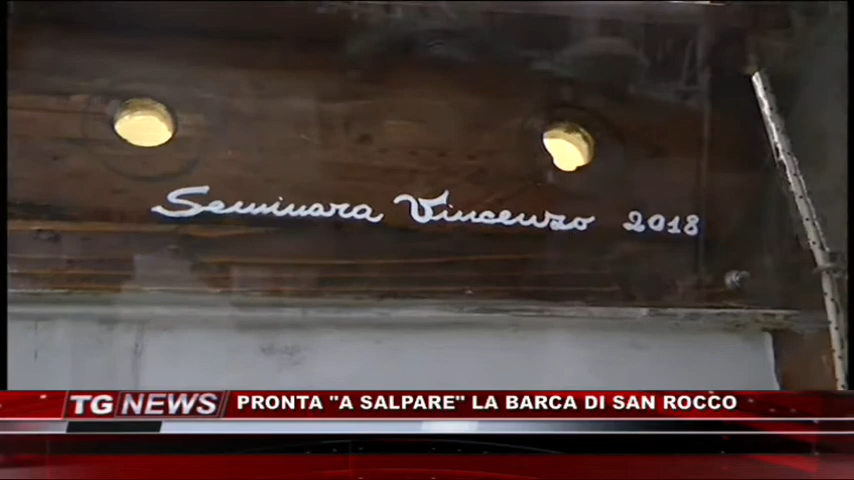 Seminara Vincenzo 2018
TG NEWS PRONTA "A SALPARE" LA BARCA DI SAN ROCCO